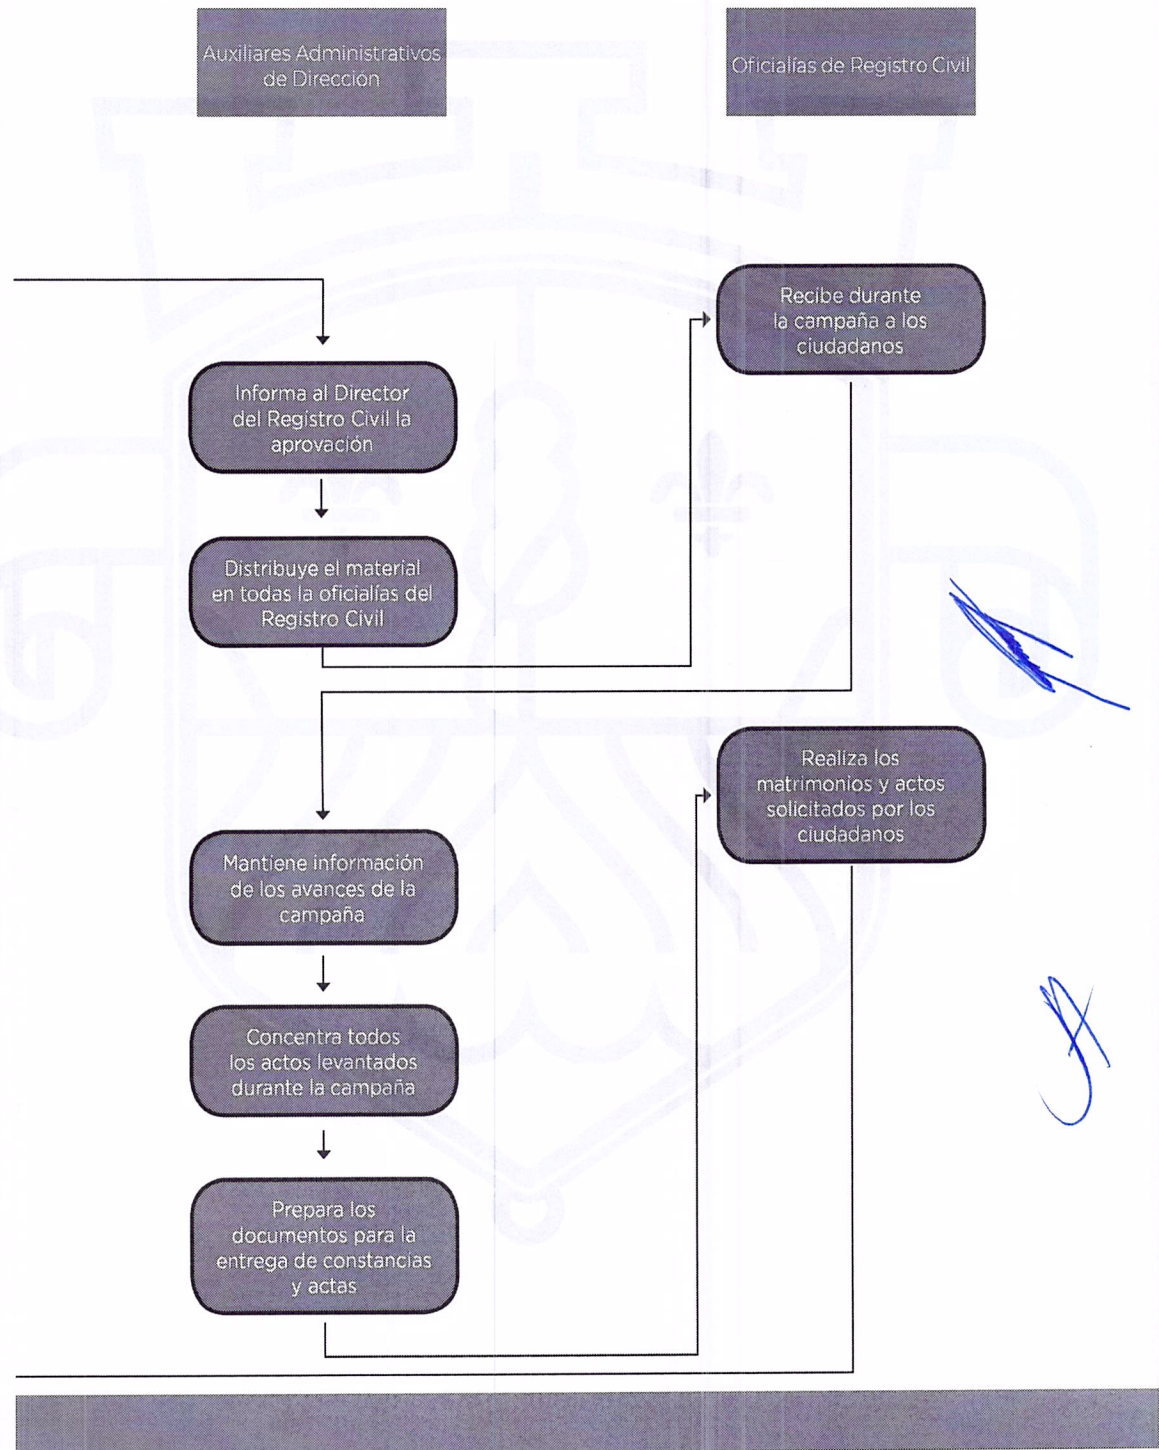 Auxiliares Administrativos
de Dirección
Oficialías de Registro Civil
Recibe durante
la campaña a los
ciudadanos
Informa al Director
del Registro Civil la
aprovación
Distribuye el material
en todas la oficialías del
Registro Civil
Realiza los
matrimonios y actos
solicitados por los
ciudadanos
Mantiene información
de los avances de la
campaña
Concentra todos
los actos levantados
durante la campaña
Prepara los
documentos para la
entrega de constancias
y actas